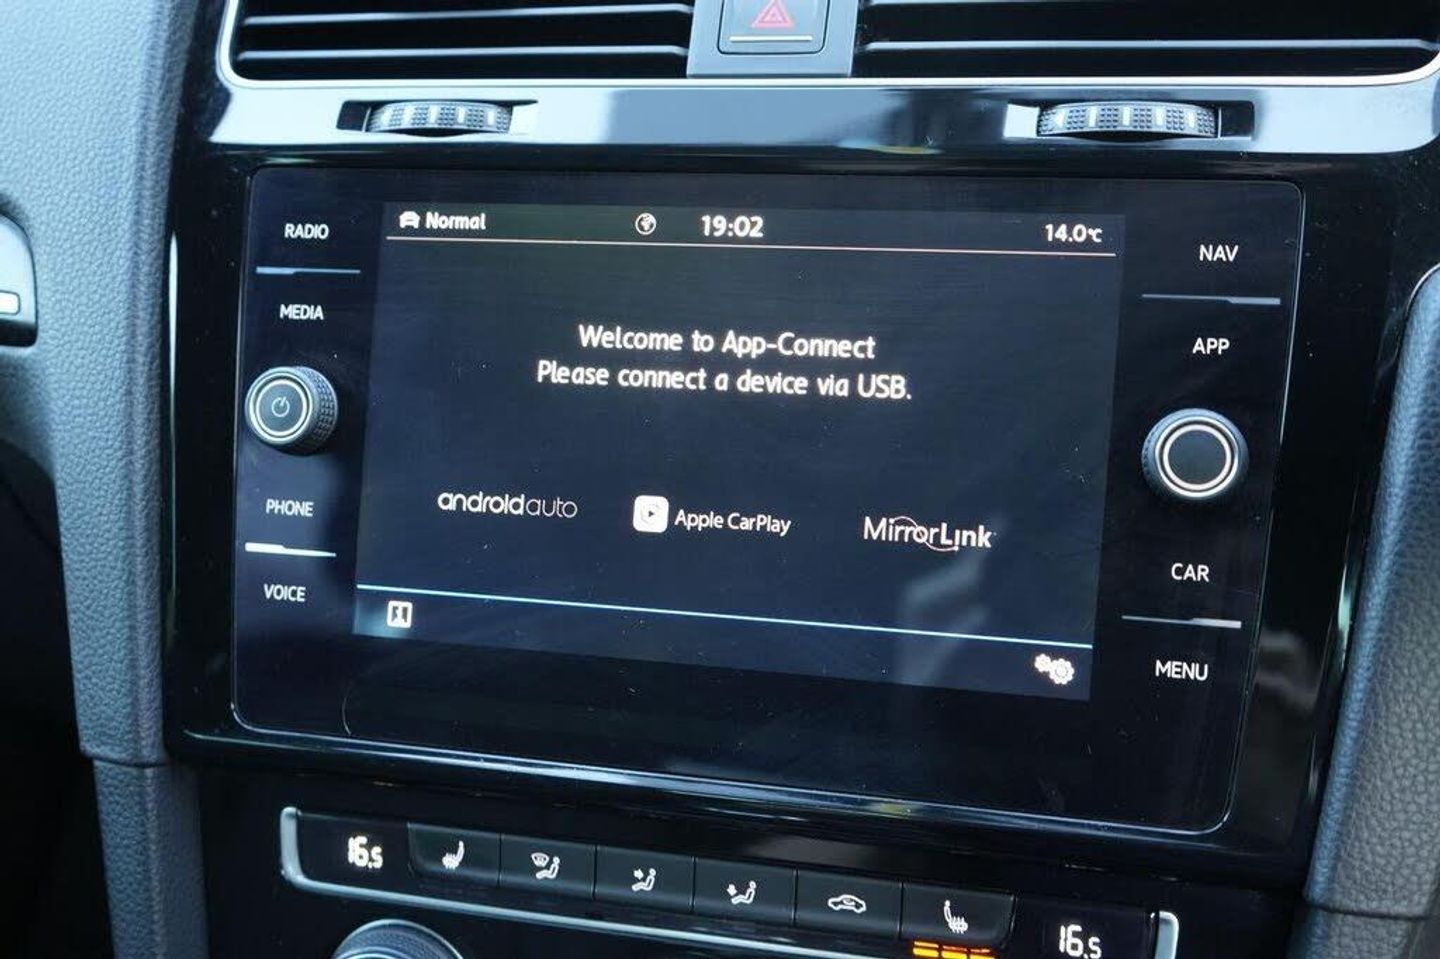 RADIO
MEDIA
PHONE
VOICE
Normal
19:02
14.0°C
Welcome to App-Connect
Please connect a device via USB.
androidauto
Apple CarPlay
MirrorLink
NAV
APP
CAR
MENU
16.5
16.5